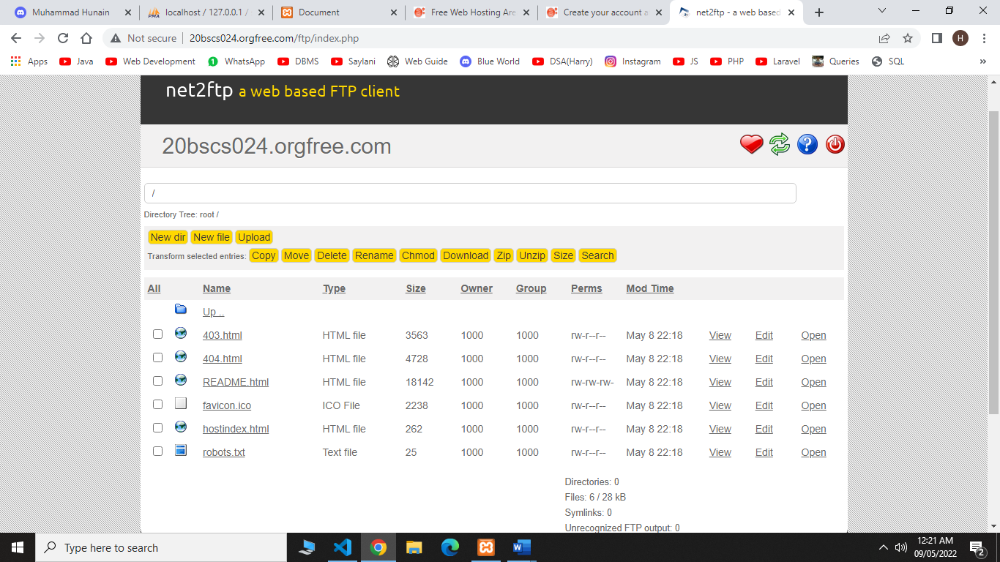 Muhammad Hunain
localhost / 127.0.0.1 /
Document
Free Web Hosting Are
Create your account a
net2ftp - a web based
Not secure
20bscs024.orgfree.com/ftp/index.php
H
Apps
Java
Web Development
1
WhatsApp
DBMS
Saylani
Web Guide
Blue World
DSA(Harry)
Instagram
JS
PHP
Laravel
Queries
SQL
»
net2ftp a web based FTP client
20bscs024.orgfree.com
/
Directory Tree: root /
New dir New file Upload
Transform selected entries: Copy Move Delete Rename Chmod Download Zip Unzip Size Search
All Name Type Size Owner Group Perms Mod Time
Up ..
403.html HTML file 3563 1000 1000 rw-r--r-- May 8 22:18 View Edit Open
404.html HTML file 4728 1000 1000 rw-r--r-- May 8 22:18 View Edit Open
README.html HTML file 18142 1000 1000 rw-rw-rw- May 8 22:18 View Edit Open
favicon.ico ICO File 2238 1000 1000 rw-r--r-- May 8 22:18 View Edit Open
hostindex.html HTML file 262 1000 1000 rw-r--r-- May 8 22:18 View Edit Open
robots.txt Text file 25 1000 1000 rw-r--r-- May 8 22:18 View Edit Open
Directories: 0
Files: 6 / 28 kB
Symlinks: 0
Unrecognized FTP output: 0
Type here to search
12:21 AM
09/05/2022
2